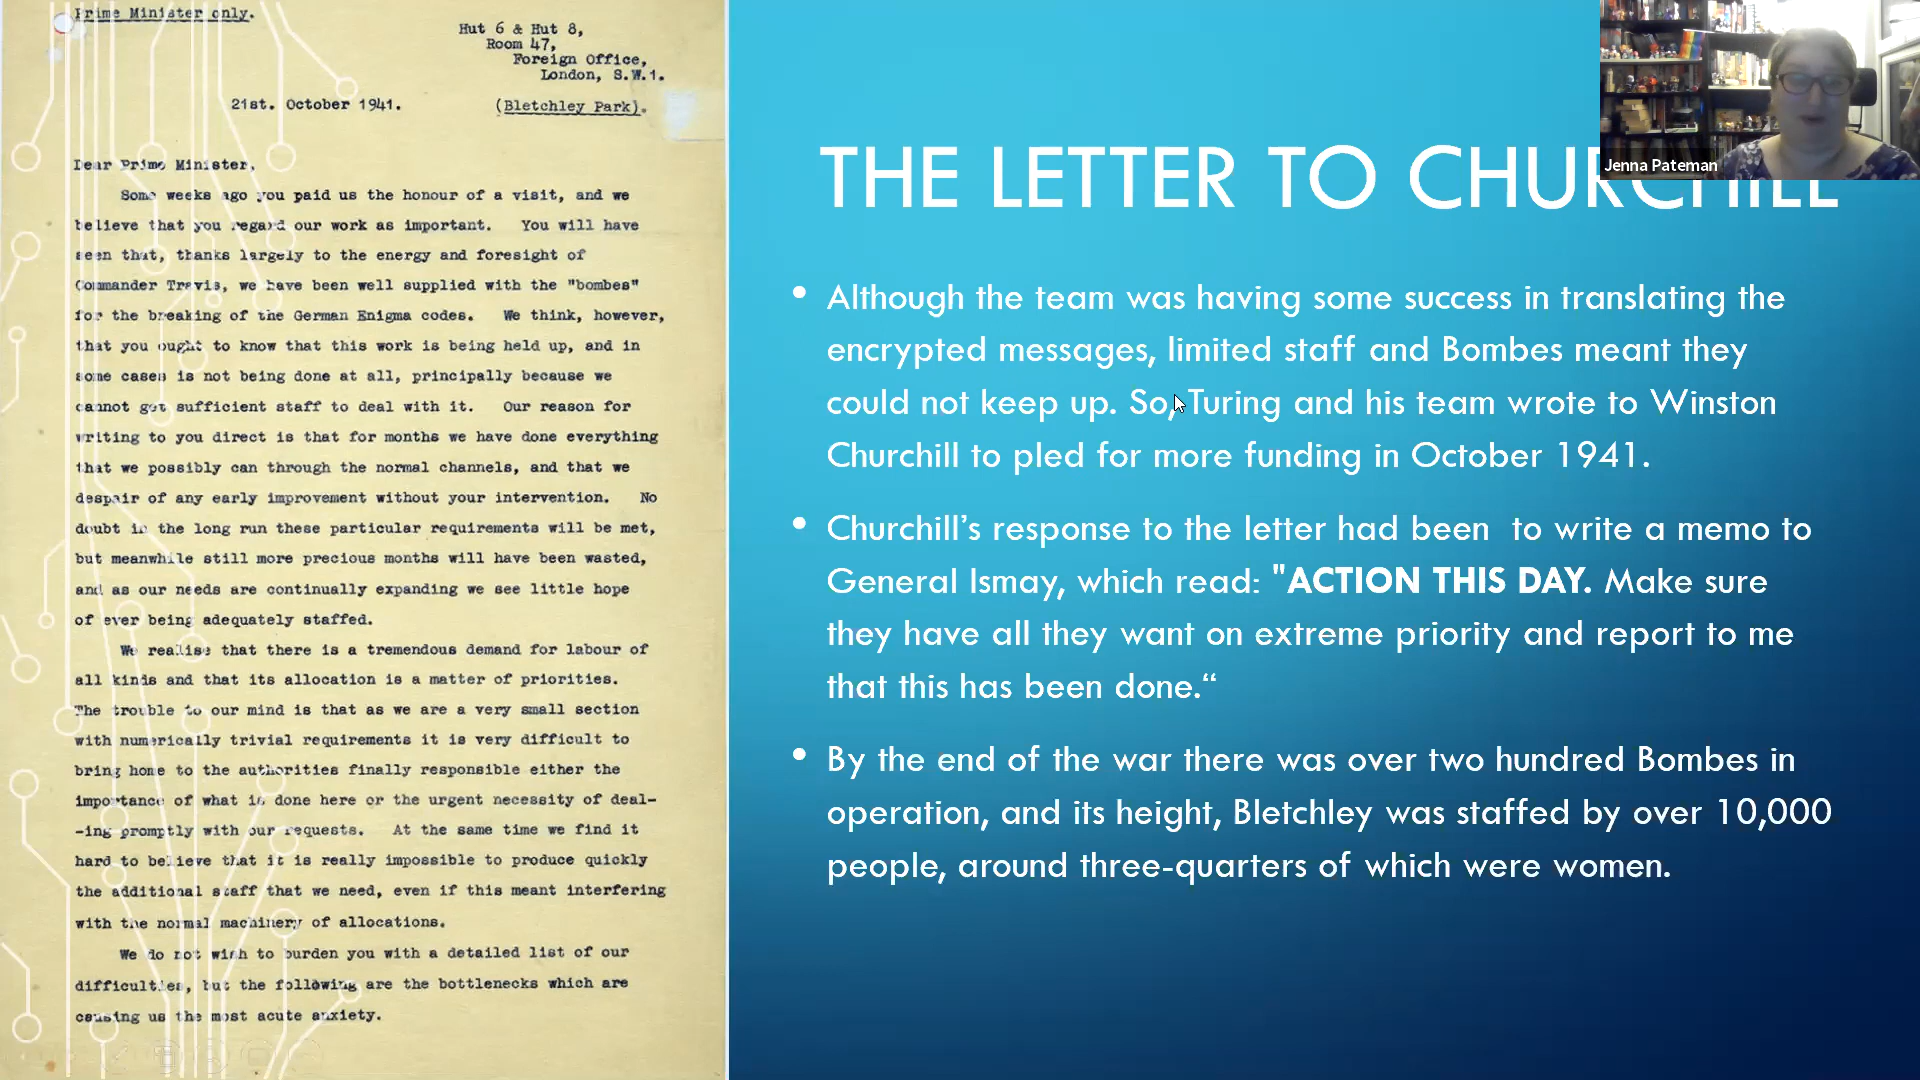 Prime Minister only.
Hut 6 & Hut 8,
Room 47,
Foreign Office,
London, S.W.1.
21st. October 1941.
(Bletchley Park).
Dear Prime Minister,
Some weeks ago you paid us the honour of a visit, and we
believe that you regard our work as important. You will have
seen that, thanks largely to the energy and foresight of
Commander Travis, we have been well supplied with the "bombes"
for the breaking of the German Enigma codes. We think, however,
that you ought to know that this work is being held up, and in
some cases is not being done at all, principally because we
cannot get sufficient staff to deal with it. Our reason for
writing to you direct is that for months we have done everything
that we possibly can through the normal channels, and that we
despair of any early improvement without your intervention. No
doubt in the long run these particular requirements will be met,
but meanwhile still more precious months will have been wasted,
and as our needs are continually expanding we see little hope
of ever being adequately staffed.
We realise that there is a tremendous demand for labour of
all kinds and that its allocation is a matter of priorities.
The trouble to our mind is that as we are a very small section
with numerically trivial requirements it is very difficult to
bring home to the authorities finally responsible either the
importance of what is done here or the urgent necessity of deal-
-ing promptly with our requests. At the same time we find it
hard to believe that it is really impossible to produce quickly
the additional staff that we need, even if this meant interfering
with the normal machinery of allocations.
We do not wish to burden you with a detailed list of our
difficulties, but the following are the bottlenecks which are
causing us the most acute anxiety.
THE LETTER TO CHURCHILL
• Although the team was having some success in translating the
encrypted messages, limited staff and Bombes meant they
could not keep up. So, Turing and his team wrote to Winston
Churchill to pled for more funding in October 1941.
• Churchill’s response to the letter had been  to write a memo to
General Ismay, which read: "ACTION THIS DAY. Make sure
they have all they want on extreme priority and report to me
that this has been done.“
• By the end of the war there was over two hundred Bombes in
operation, and its height, Bletchley was staffed by over 10,000
people, around three-quarters of which were women.
Jenna Pateman